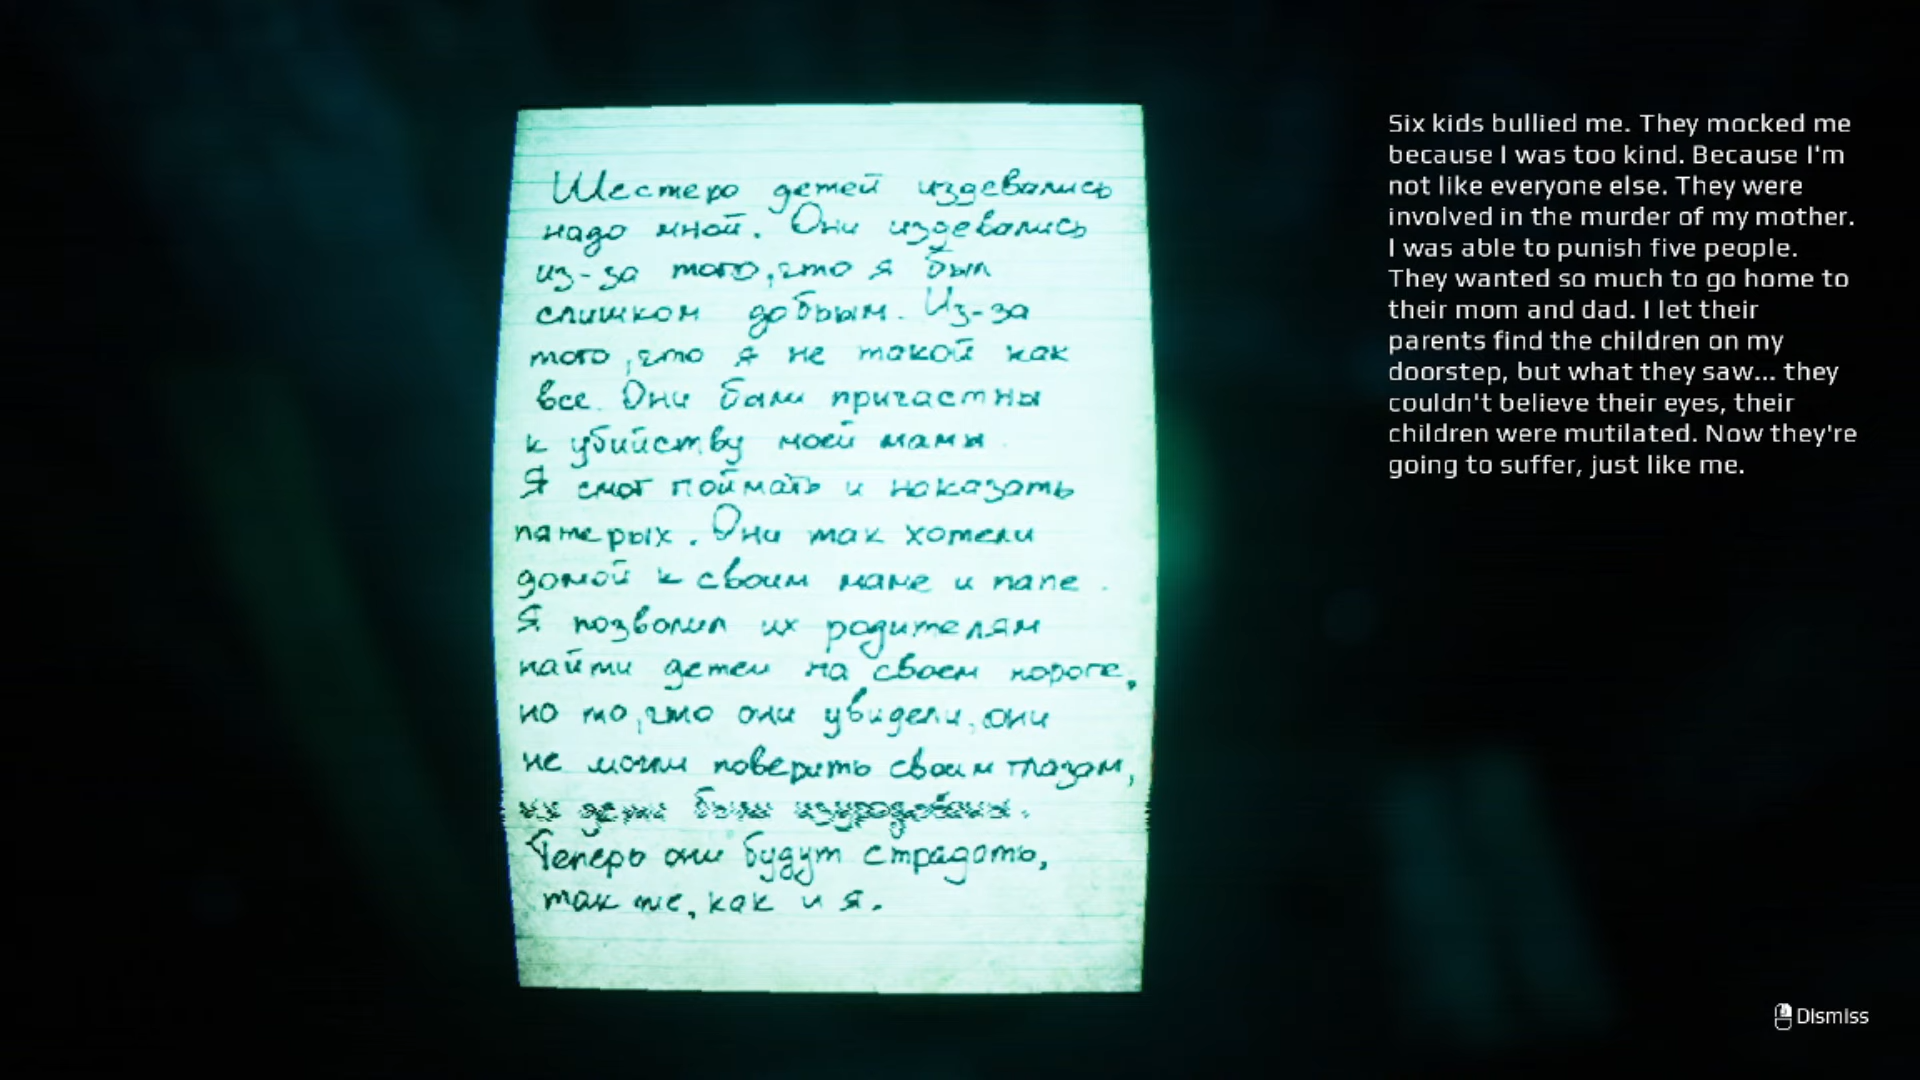 Шестеро детей издевались
надо мной. Они издевались
из-за того, что я был
слишком добрым. Из-за
того, что я не такой как
все. Они были причастны
к убийству моей мамы.
Я смог поймать и наказать
пятерых. Они так хотели
домой к своим маме и папе.
Я позволил их родителям
найти детей на своем пороге,
но то, что они увидели, они
не могли поверить своим глазам,
их дети были изуродованы.
Теперь они будут страдать,
так же, как и я.
Six kids bullied me. They mocked me
because I was too kind. Because I'm
not like everyone else. They were
involved in the murder of my mother.
I was able to punish five people.
They wanted so much to go home to
their mom and dad. I let their
parents find the children on my
doorstep, but what they saw... they
couldn't believe their eyes, their
children were mutilated. Now they're
going to suffer, just like me.
Dismiss